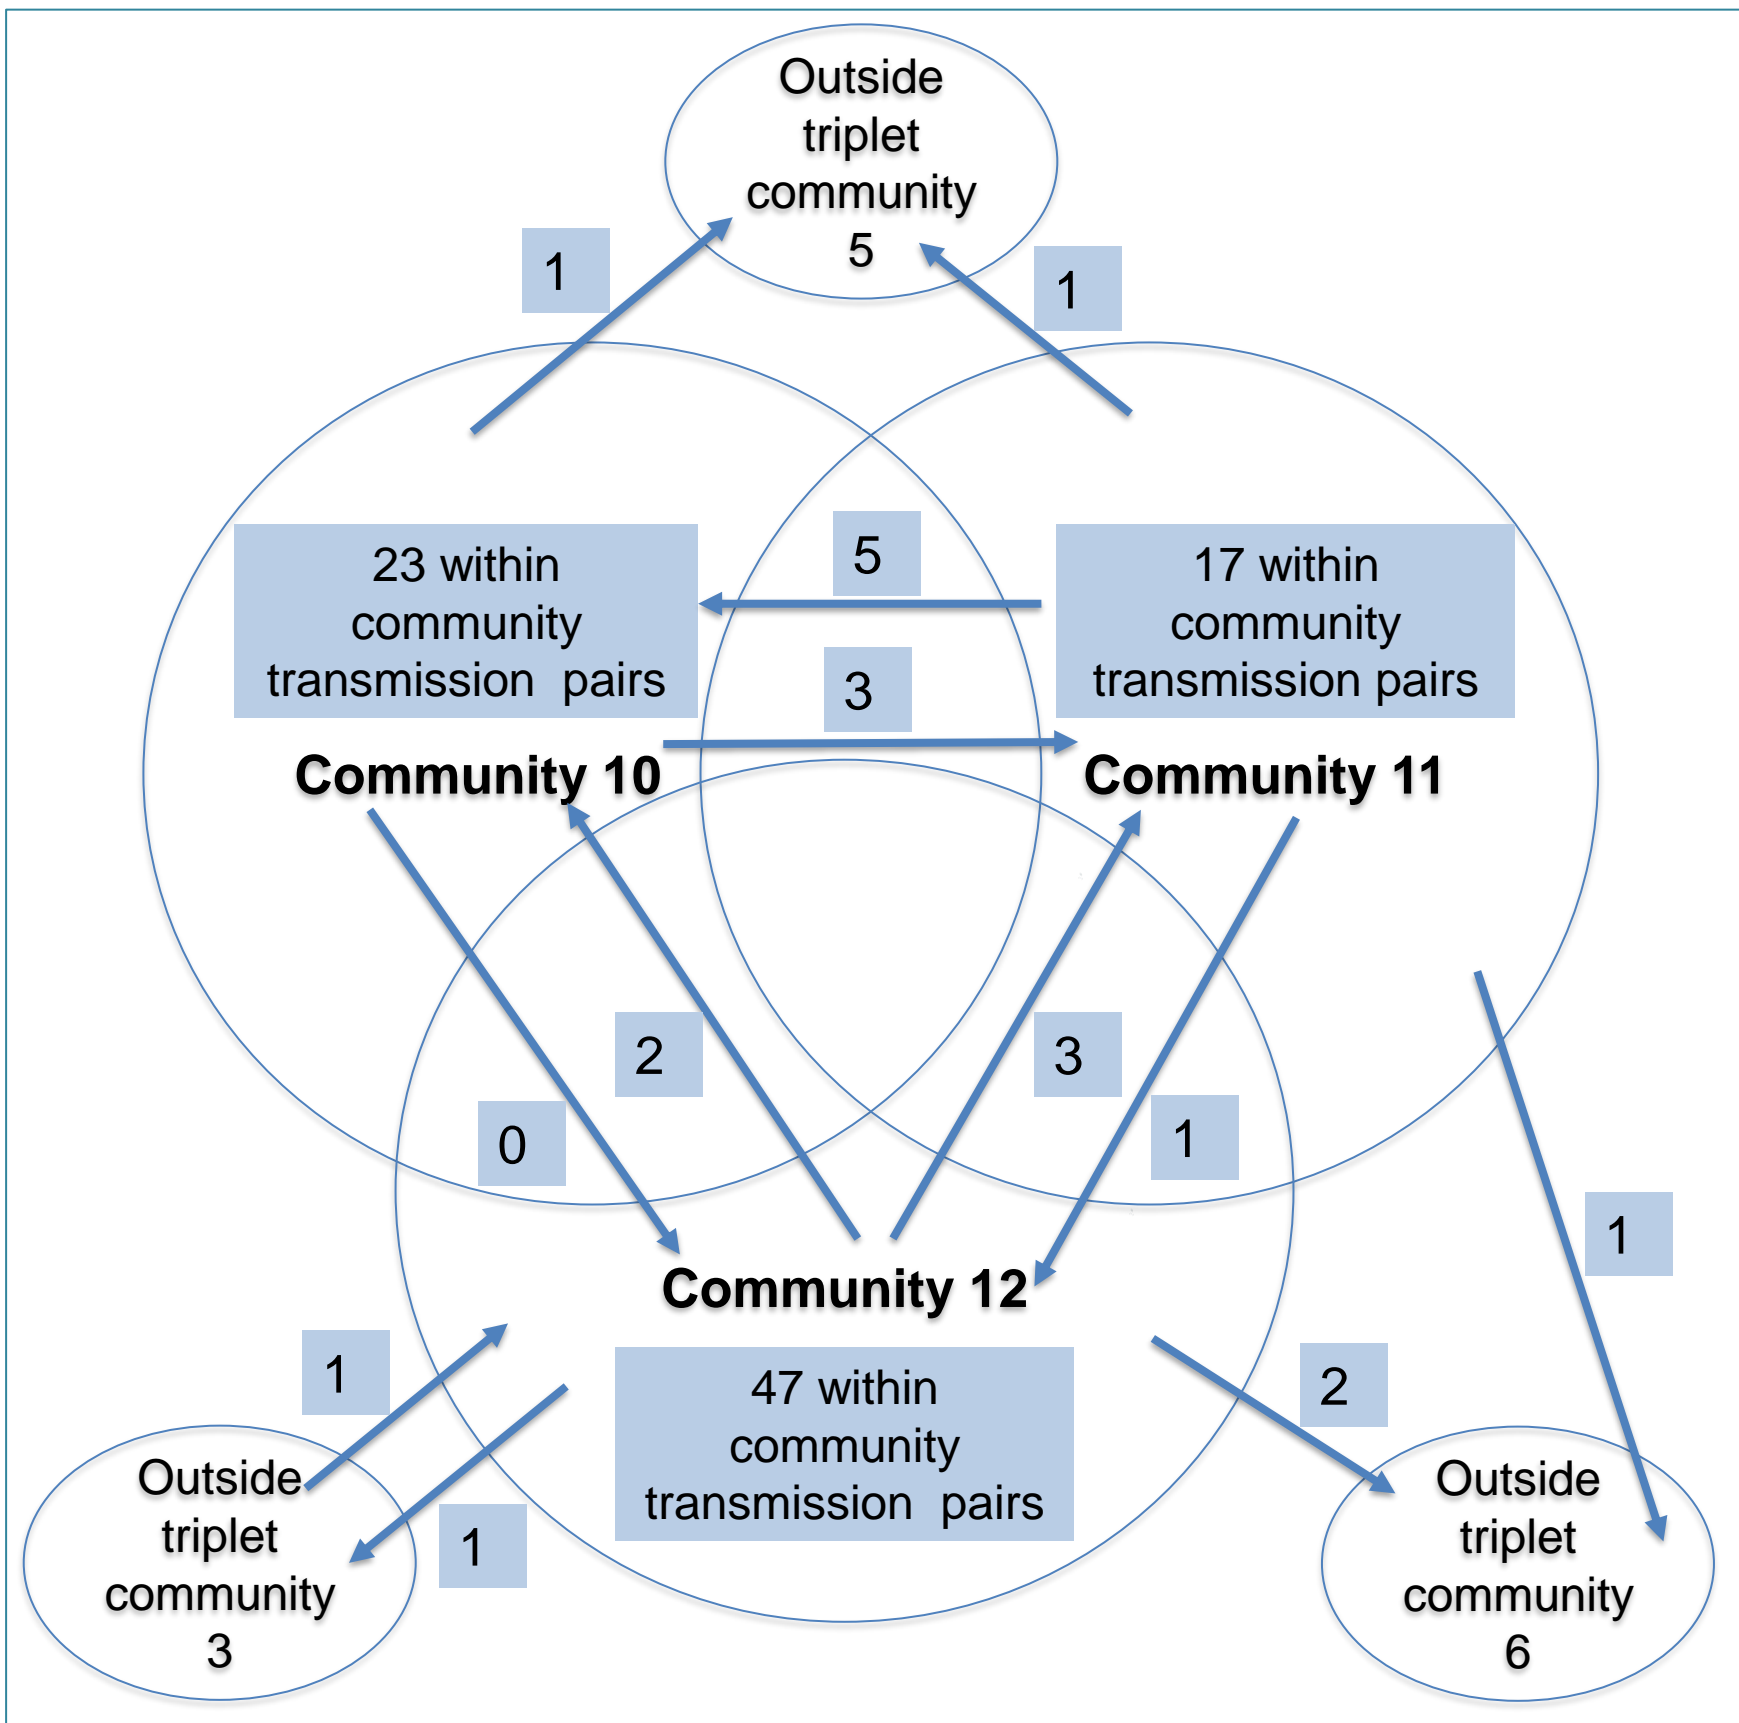 Outside
triplet
community
5
1
1
23 within
community
transmission pairs
5
17 within
community
transmission pairs
3
Community 10
Community 11
2
3
0
1
1
Community 12
1
2
47 within
community
transmission pairs
1
Outside
triplet
community
3
Outside
triplet
community
6